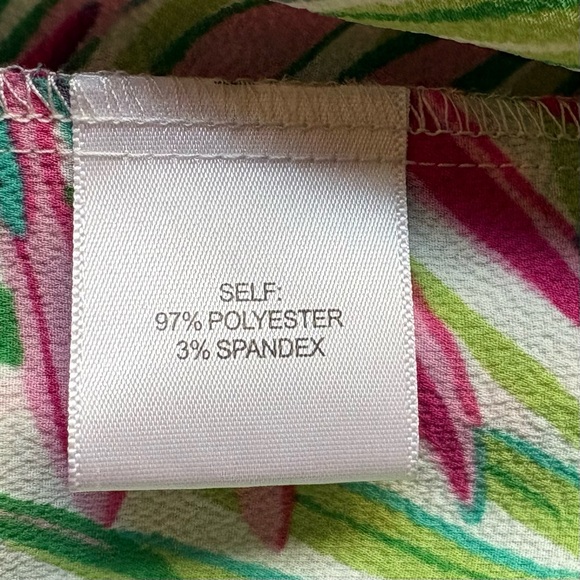 SELF:
97% POLYESTER
3% SPANDEX